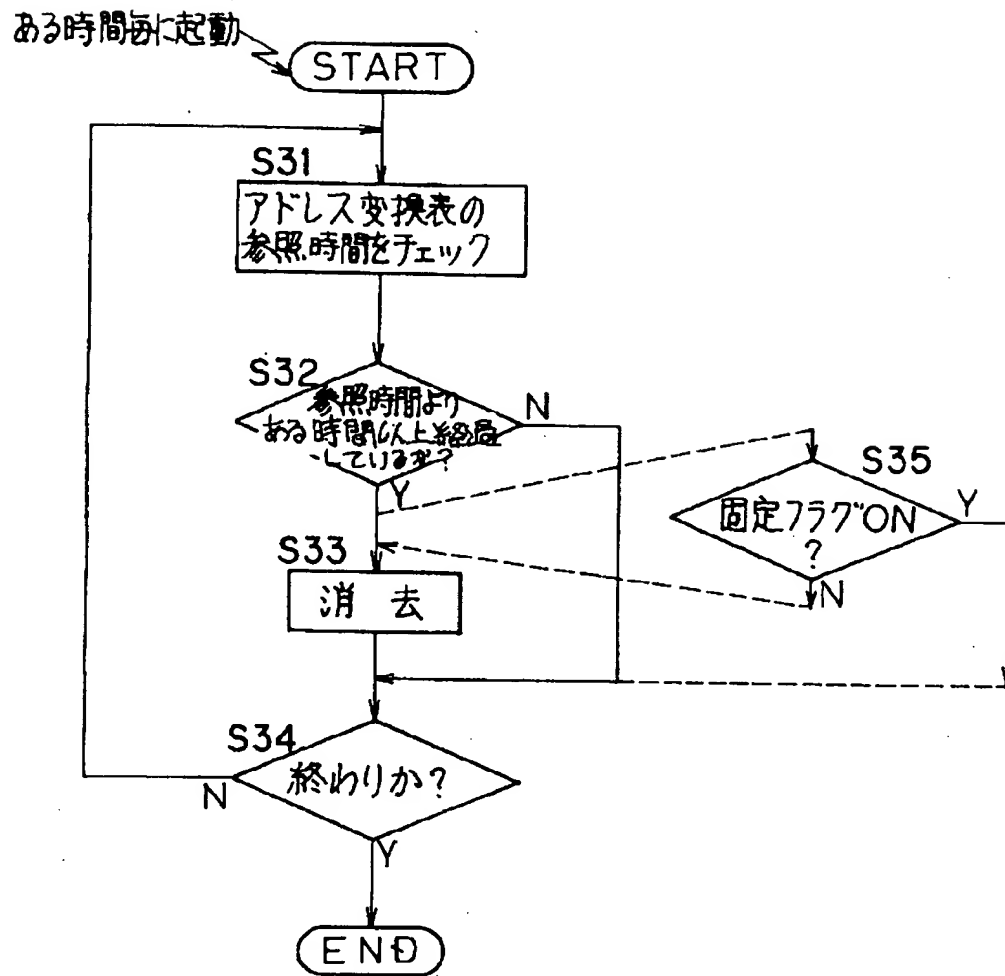 ある時間毎に起動
START
S31
アドレス変換表の
参照時間をチェック
S32
参照時間より
ある時間以上経過
しているか?
N
Y
S35
固定フラグON
?
Y
N
S33
消去
S34
終わりか?
N
Y
END